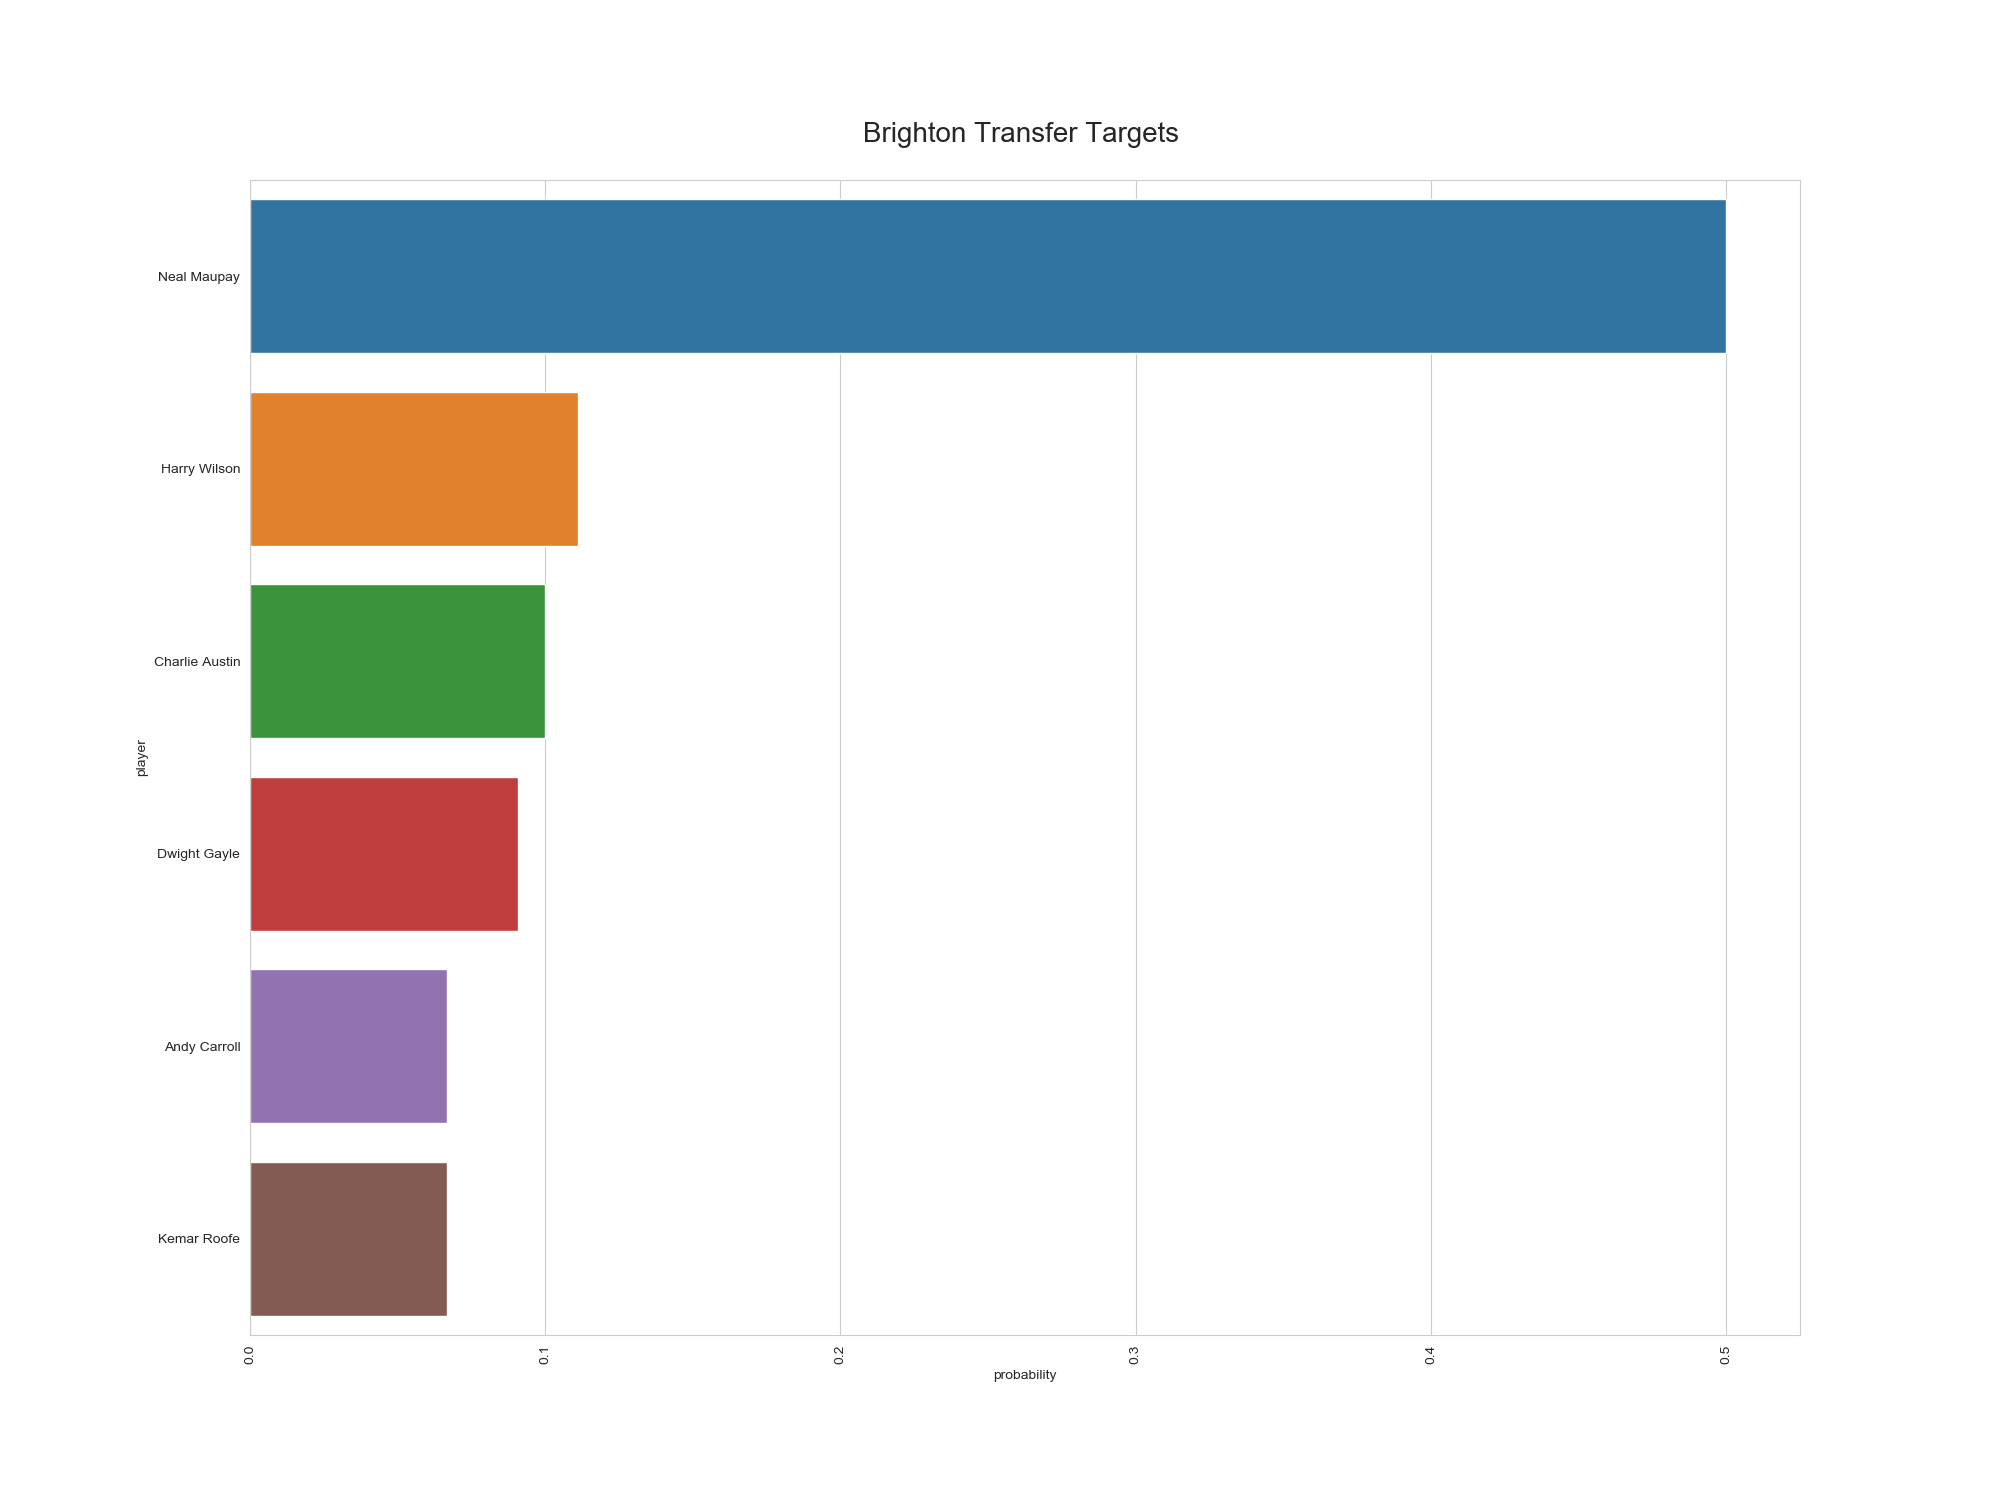 Brighton Transfer Targets
Neal Maupay
Harry Wilson
Charlie Austin
Dwight Gayle
Andy Carroll
Kemar Roofe
player
0.0
0.1
0.2
0.3
0.4
0.5
probability